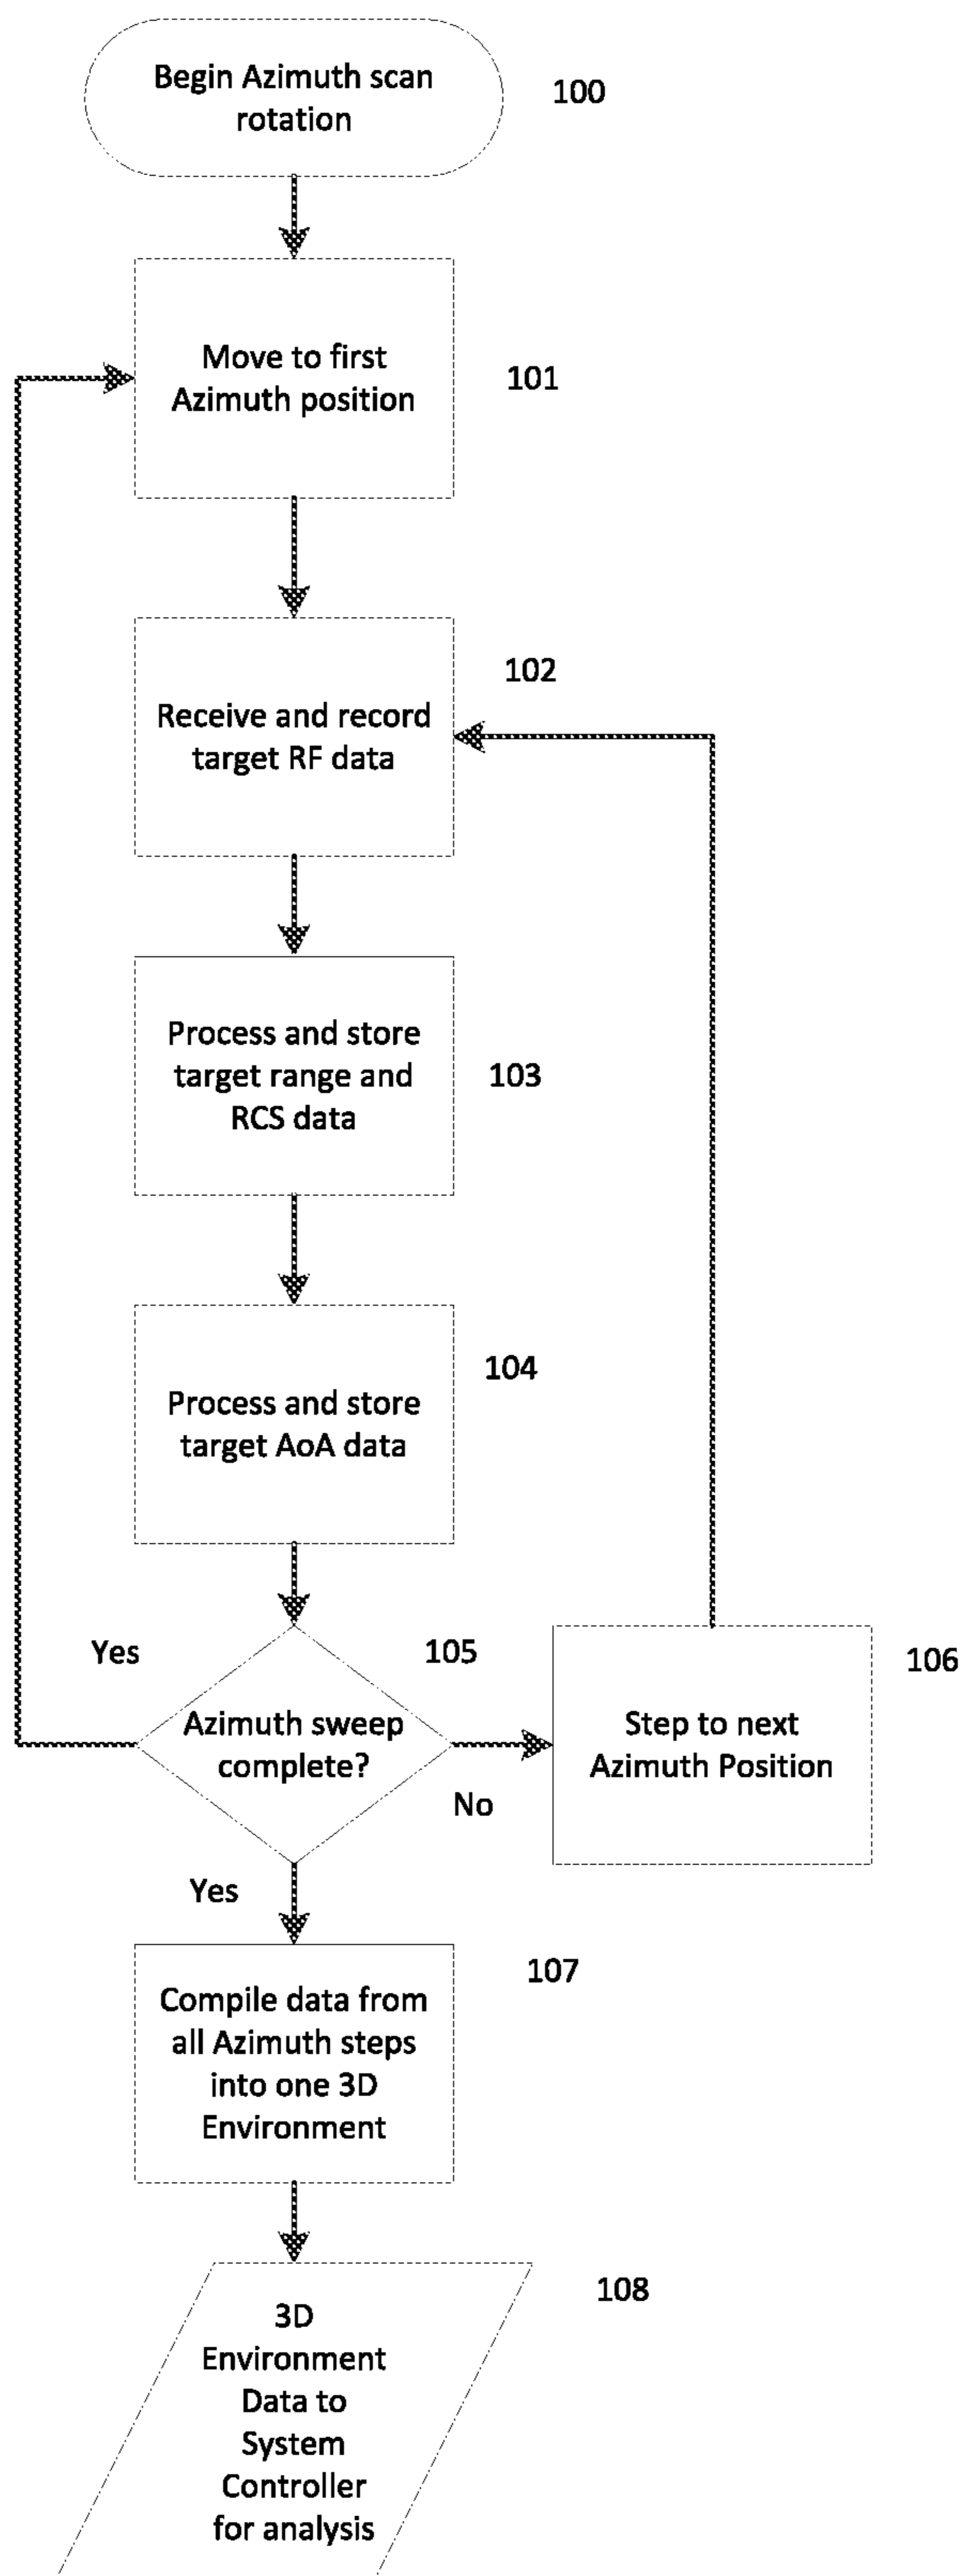 Begin Azimuth scan
rotation
100
Move to first
Azimuth position
101
102
Receive and record
target RF data
Process and store
target range and
RCS data
103
104
Process and store
target AoA data
Yes
105
106
Azimuth sweep
complete?
Step to next
Azimuth Position
No
Yes
107
Compile data from
all Azimuth steps
into one 3D
Environment
108
3D
Environment
Data to
System
Controller
for analysis